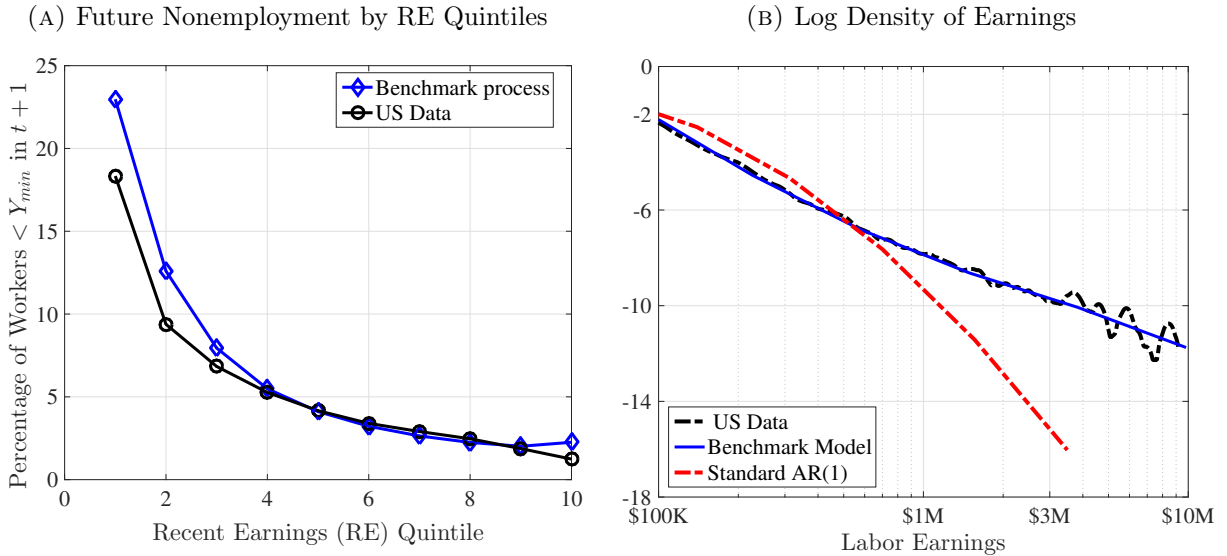 (A) Future Nonemployment by RE Quintiles
Percentage of Workers < Y_min in t + 1
25
20
15
10
5
0
Benchmark process
US Data
0 2 4 6 8 10
Recent Earnings (RE) Quintile
(B) Log Density of Earnings
0
-2
-6
-10
-14
-18
US Data
Benchmark Model
Standard AR(1)
$100K $1M $3M $10M
Labor Earnings